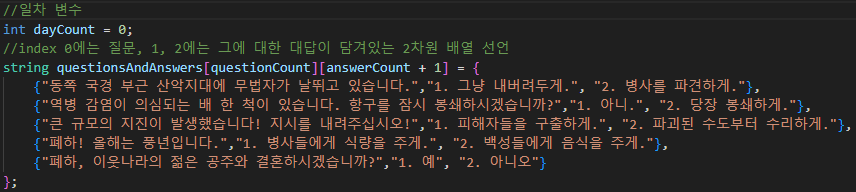 //일차 변수
int dayCount = 0;
//index 0에는 질문, 1, 2에는 그에 대한 대답이 담겨있는 2차원 배열 선언
string questionsAndAnswers[questionCount][answerCount + 1] = {
{"동쪽 국경 부근 산악지대에 무법자가 날뛰고 있습니다.","1. 그냥 내버려두게.", "2. 병사를 파견하게."},
{"역병 감염이 의심되는 배 한 척이 있습니다. 항구를 잠시 봉쇄하시겠습니까?","1. 아니.", "2. 당장 봉쇄하게."},
{"큰 규모의 지진이 발생했습니다! 지시를 내려주십시오!","1. 피해자들을 구출하게.", "2. 파괴된 수도부터 수리하게."},
{"폐하! 올해는 풍년입니다.","1. 병사들에게 식량을 주게.", "2. 백성들에게 음식을 주게."},
{"폐하, 이웃나라의 젊은 공주와 결혼하시겠습니까?","1. 예", "2. 아니오"}
};